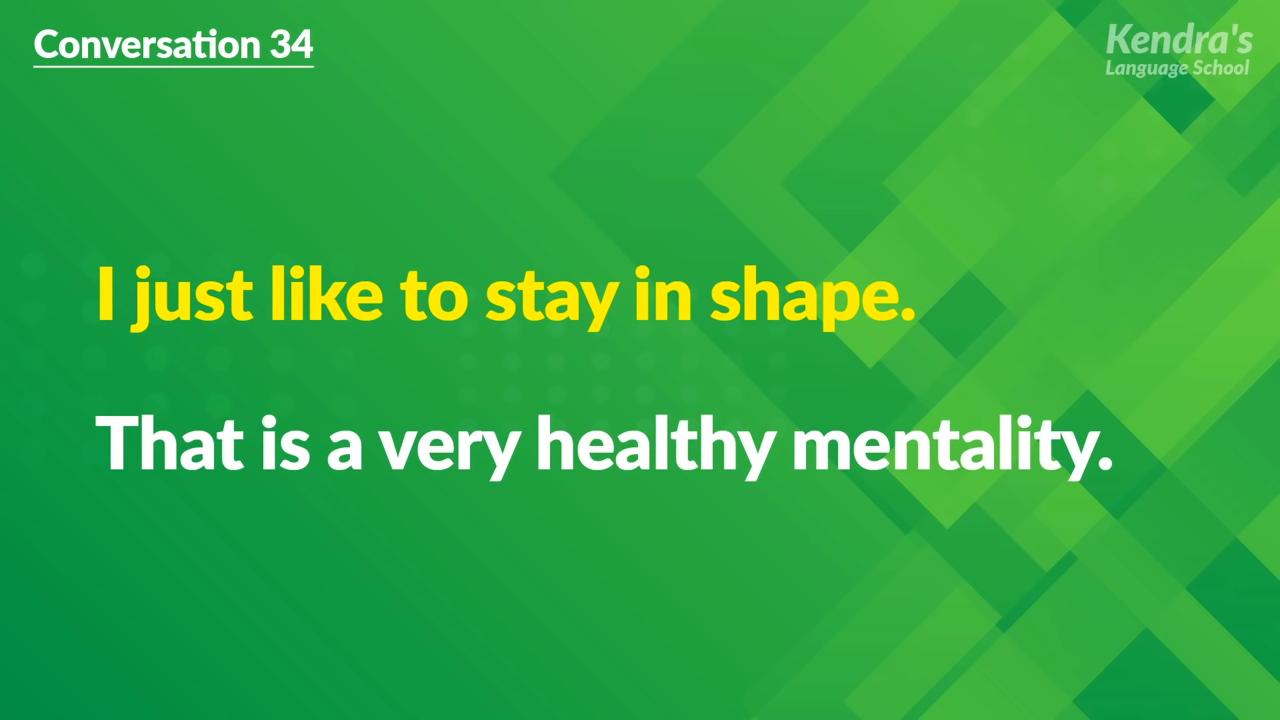 Conversation 34
Kendra's
Language School
I just like to stay in shape.
That is a very healthy mentality.